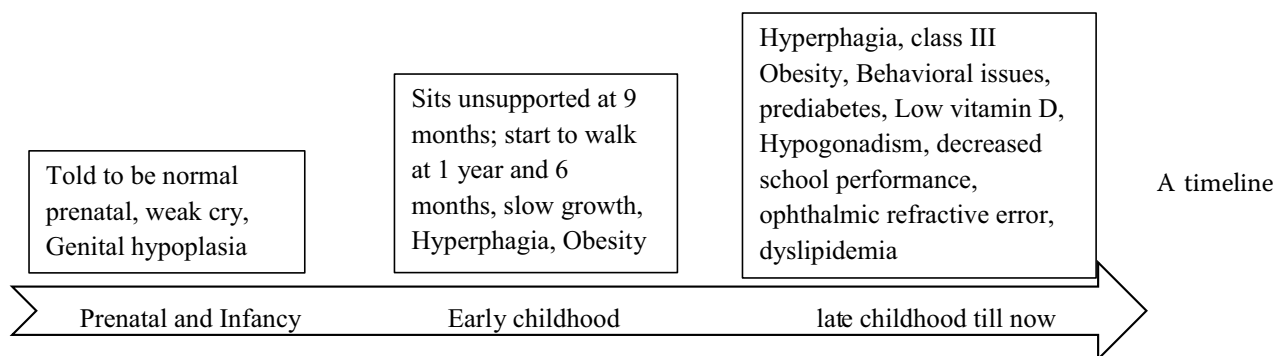 Told to be normal
prenatal, weak cry,
Genital hypoplasia
Sits unsupported at 9
months; start to walk
at 1 year and 6
months, slow growth,
Hyperphagia, Obesity
Hyperphagia, class III
Obesity, Behavioral issues,
prediabetes, Low vitamin D,
Hypogonadism, decreased
school performance,
ophthalmic refractive error,
dyslipidemia
A timeline
Prenatal and Infancy
Early childhood
late childhood till now